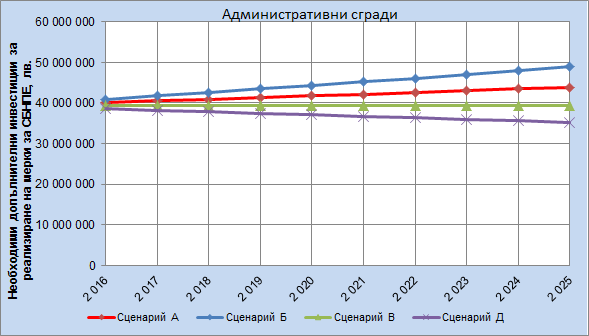 Административни сгради
Необходими допълнителни инвестиции за
реализиране на мерки за СБНПЕ, лв.
60 000 000
50 000 000
40 000 000
30 000 000
20 000 000
10 000 000
0
2 016
2 017
2 018
2 019
2 020
2 021
2 022
2 023
2 024
2 025
Сценарий А
Сценарий Б
Сценарий В
Сценарий Д